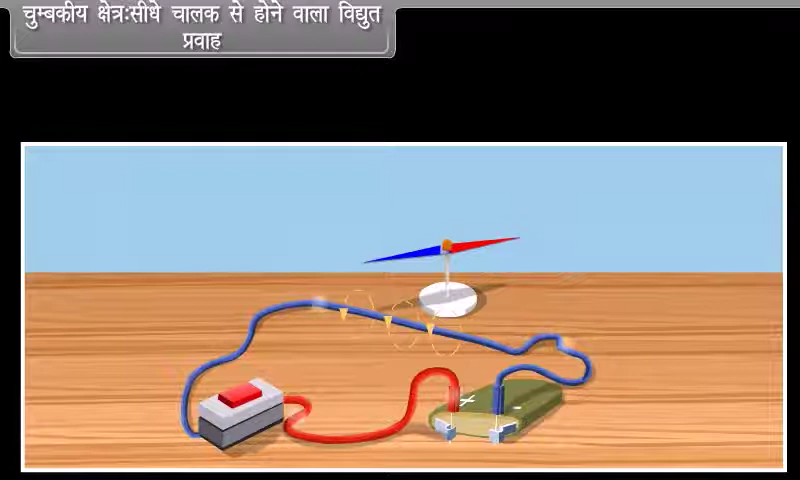 चुम्बकीय क्षेत्र:सीधे चालक से होने वाला विद्युत
प्रवाह
+
-